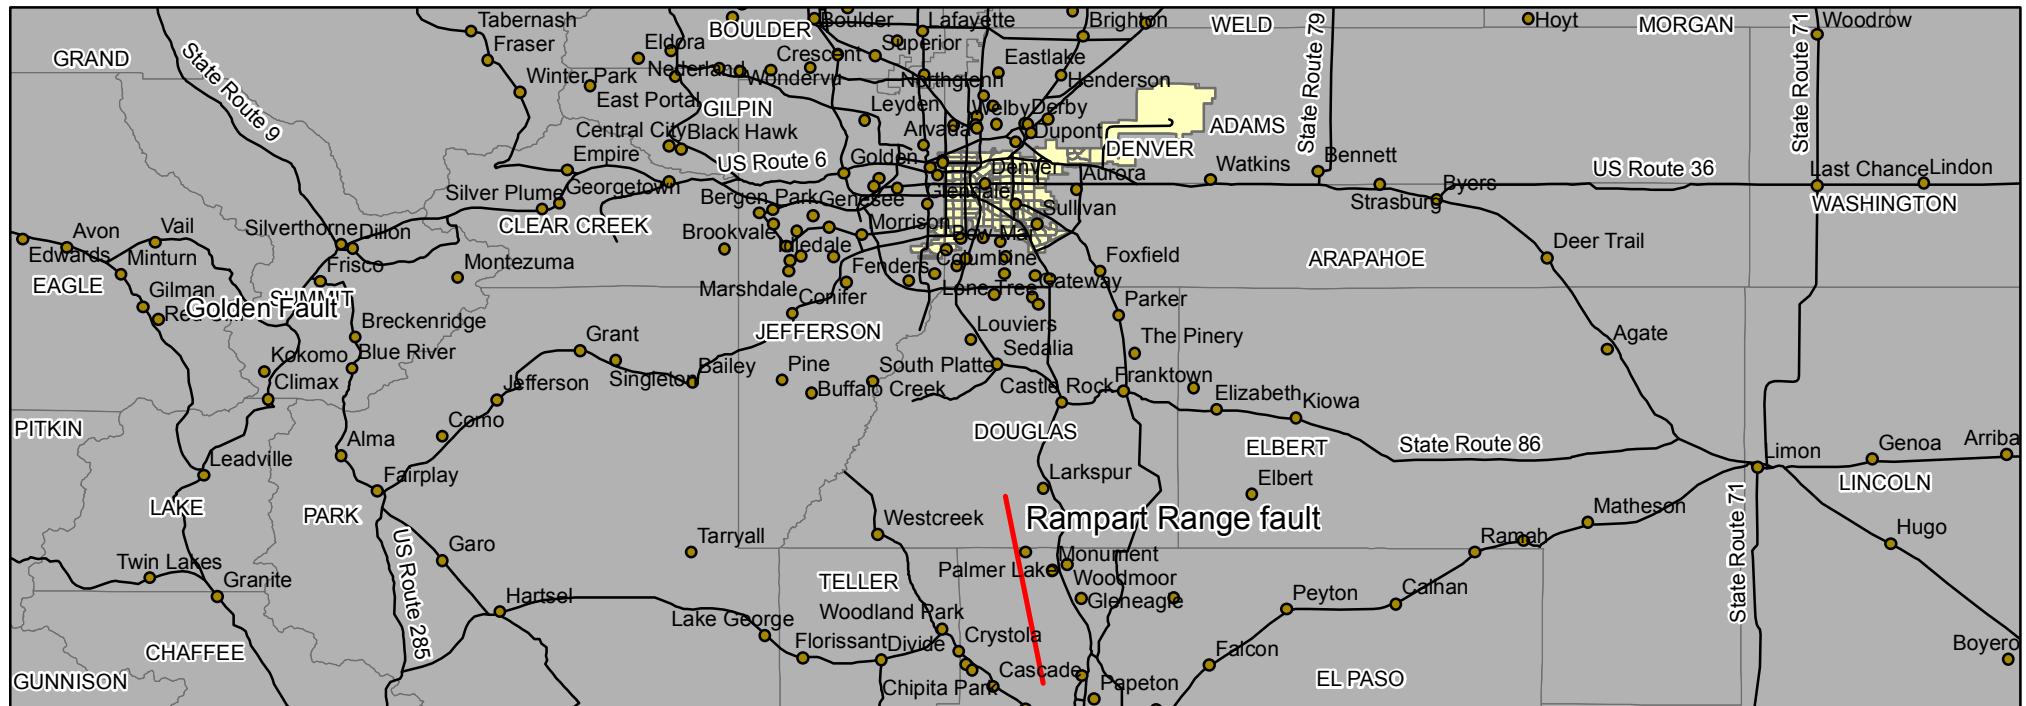 Tabernash
Boulder
Lafayette
Brighton
Hoyt
Woodrow
WELD
MORGAN
BOULDER
State Route 79
State Route 71
State Route 9
GRAND
Fraser
Eldora
Superior
Crescent
Eastlake
Nederland
Wondervu
Northglenn
Henderson
Winter Park
East Portal
GILPIN
Leyden
Welby
Derby
ADAMS
Central City
Black Hawk
Arvada
Dupont
DENVER
Empire
US Route 6
Golden
Denver
Aurora
Watkins
Bennett
US Route 36
Last Chance
Lindon
Silver Plume
Georgetown
Bergen Park
Genesee
Glendale
Sullivan
Byers
Strasburg
WASHINGTON
CLEAR CREEK
Morrison
Silverthorne
Dillon
Brookvale
Idledale
Bow Mar
Avon
Vail
Edwards
Minturn
Frisco
Montezuma
Fenders
Columbine
Foxfield
ARAPAHOE
Deer Trail
EAGLE
Gilman
SUMMIT
Marshdale
Conifer
Lone Tree
Gateway
Parker
Red Cliff
Golden Fault
Breckenridge
JEFFERSON
Louviers
The Pinery
Agate
Grant
Kokomo
Blue River
Sedalia
Climax
Jefferson
Singleton
Bailey
Pine
South Platte
Buffalo Creek
Castle Rock
Franktown
Elizabeth
Kiowa
PITKIN
Como
DOUGLAS
ELBERT
State Route 86
Genoa
Arriba
Alma
Leadville
Fairplay
Larkspur
Elbert
Limon
LINCOLN
LAKE
PARK
US Route 285
Westcreek
Rampart Range fault
Matheson
State Route 71
Hugo
Garo
Tarryall
Ramah
Twin Lakes
Granite
TELLER
Palmer Lake
Monument
Woodmoor
Gleneagle
Calhan
Peyton
Hartsel
Lake George
Woodland Park
CHAFFEE
Florissant
Divide
Crystola
Falcon
Boyero
GUNNISON
Cascade
Chipita Park
Papeton
EL PASO